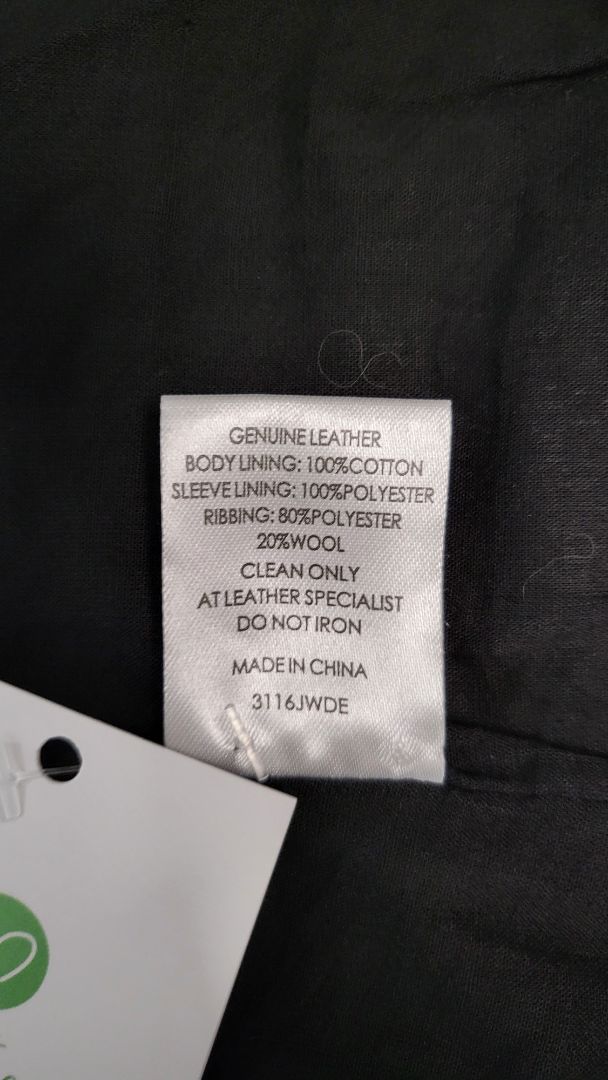 GENUINE LEATHER
BODY LINING: 100%COTTON
SLEEVE LINING: 100%POLYESTER
RIBBING: 80%POLYESTER
20%WOOL
CLEAN ONLY
AT LEATHER SPECIALIST
DO NOT IRON
MADE IN CHINA
3116JWDE